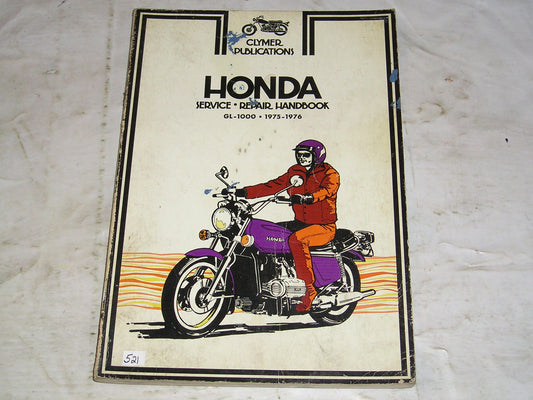 CLYMER
PUBLICATIONS
HONDA
SERVICE • REPAIR HANDBOOK
GL-1000 • 1975-1976
HONDA
521